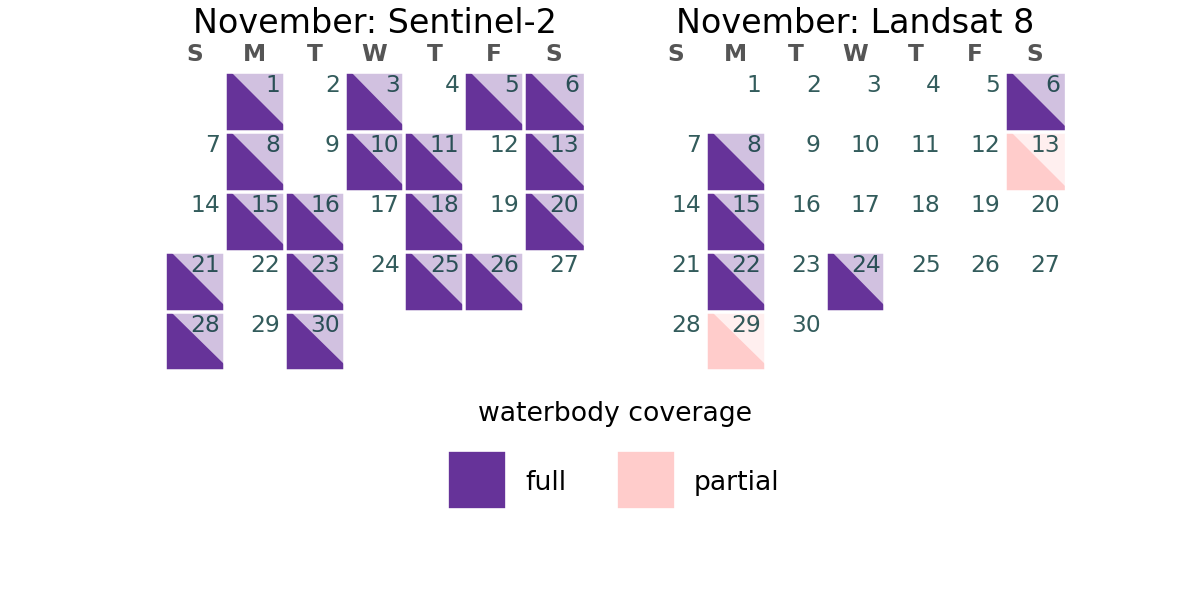 November: Sentinel-2
S M T W T F S
1 2 3 4 5 6
7 8 9 10 11 12 13
14 15 16 17 18 19 20
21 22 23 24 25 26 27
28 29 30
November: Landsat 8
S M T W T F S
1 2 3 4 5 6
7 8 9 10 11 12 13
14 15 16 17 18 19 20
21 22 23 24 25 26 27
28 29 30
waterbody coverage
full partial